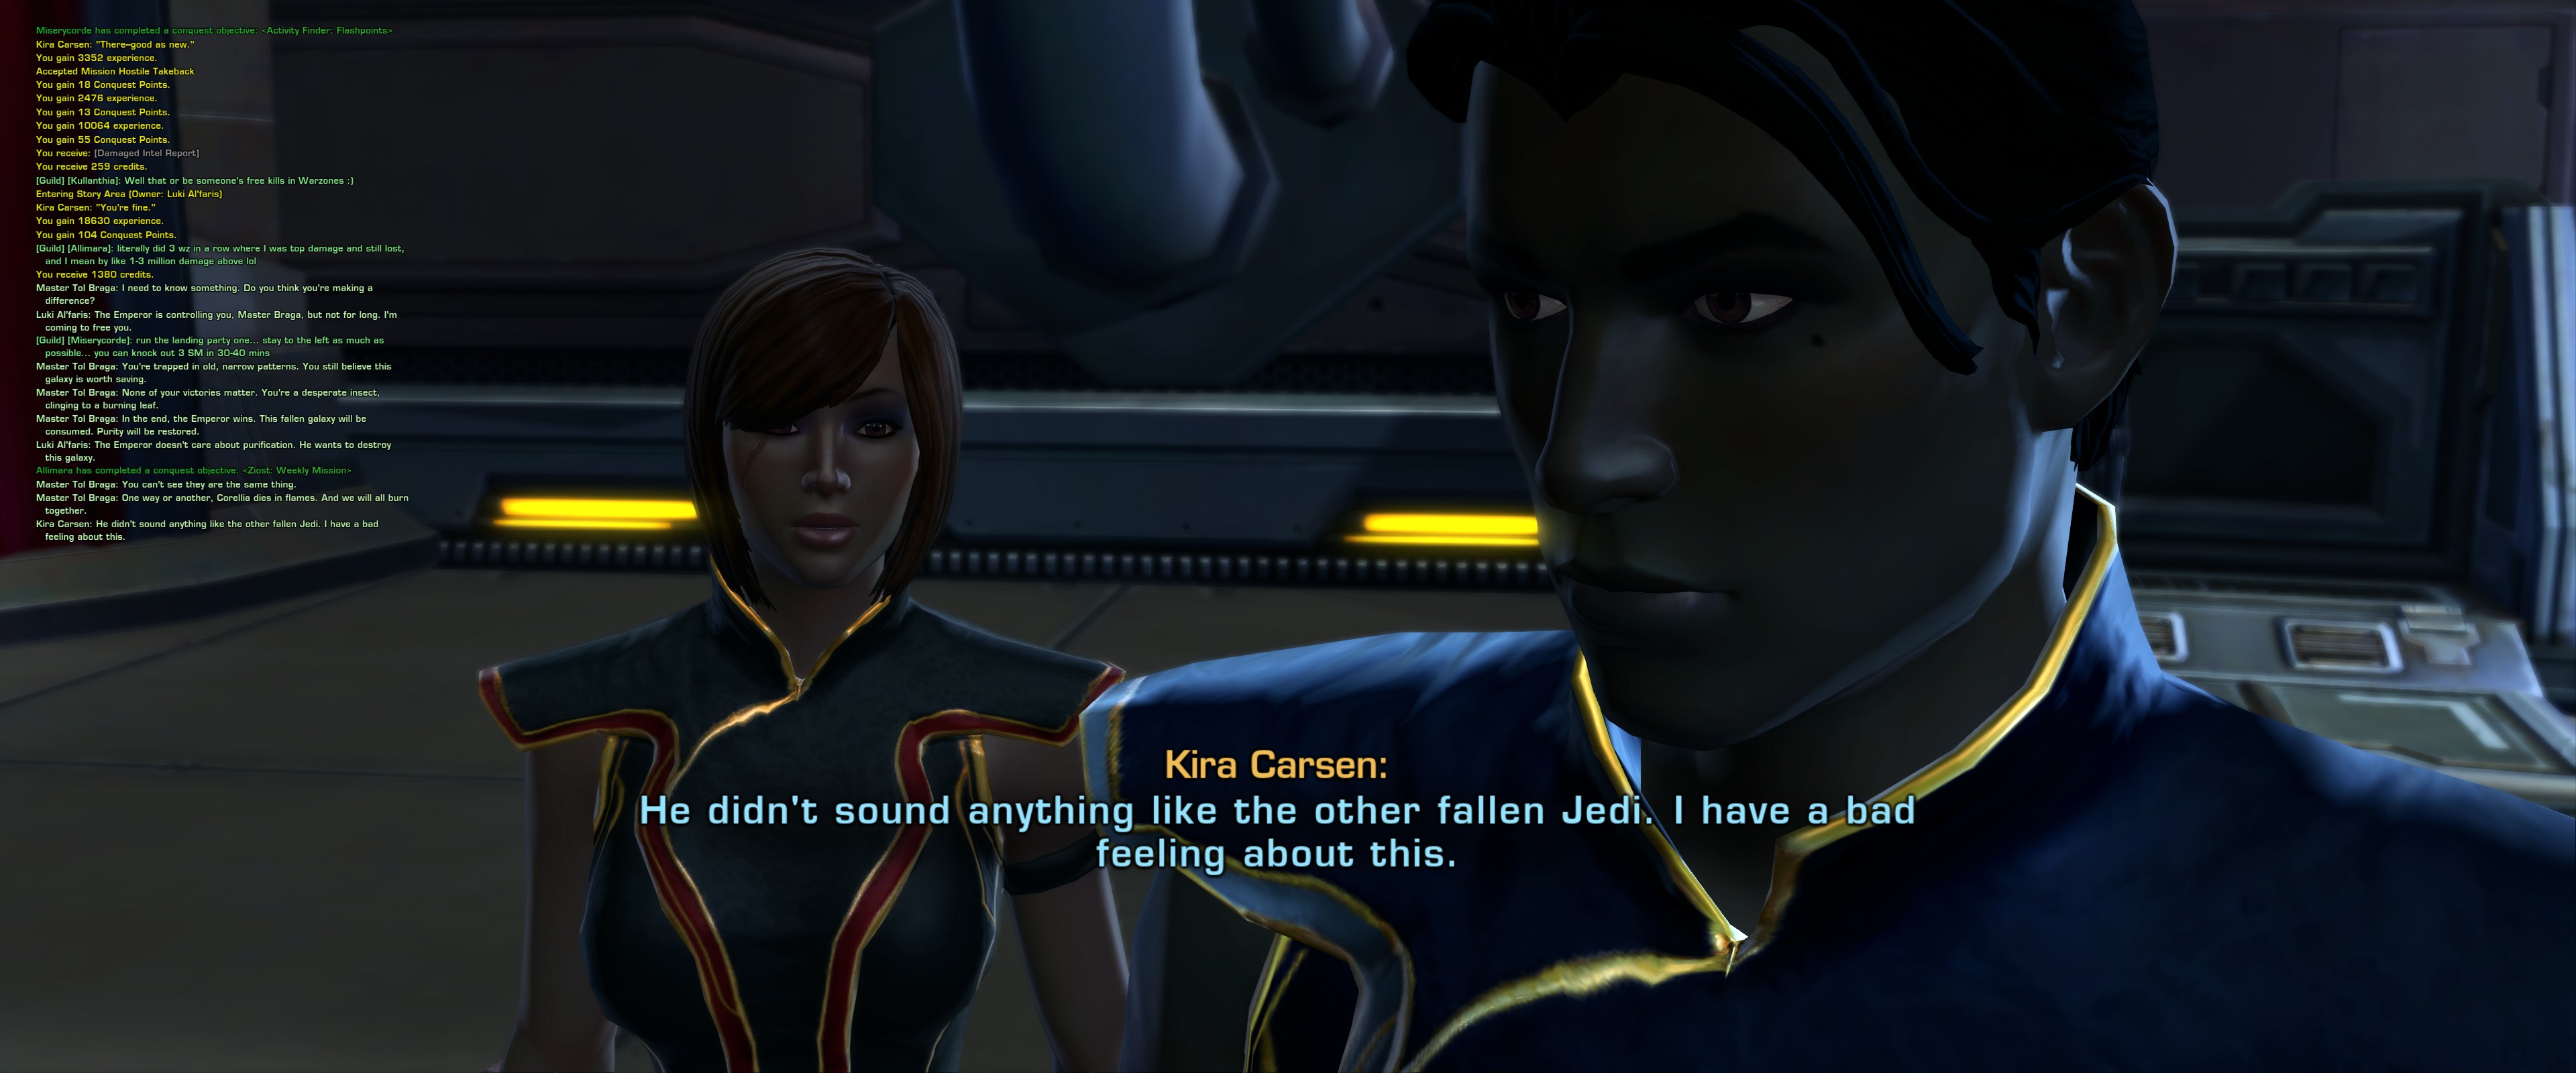 Miserycorde has completed a conquest objective: <Activity Finder: Flashpoints>
Kira Carsen: "There—good as new."
You gain 3352 experience.
Accepted Mission Hostile Takeback
You gain 18 Conquest Points.
You gain 2476 experience.
You gain 13 Conquest Points.
You gain 10064 experience.
You gain 55 Conquest Points.
You receive: [Damaged Intel Report]
You receive 259 credits.
[Guild] [Kullanthia]: Well that or be someone's free kills in Warzones :)
Entering Story Area (Owner: Luki Al'faris)
Kira Carsen: "You're fine."
You gain 18630 experience.
You gain 104 Conquest Points.
[Guild] [Allimara]: literally did 3 wz in a row where I was top damage and still lost,
and I mean by like 1-3 million damage above lol
You receive 1380 credits.
Master Tol Braga: I need to know something. Do you think you're making a
difference?
Luki Al'faris: The Emperor is controlling you, Master Braga, but not for long. I'm
coming to free you.
[Guild] [Miserycorde]: run the landing party one... stay to the left as much as
possible... you can knock out 3 SM in 30-40 mins
Master Tol Braga: You're trapped in old, narrow patterns. You still believe this
galaxy is worth saving.
Master Tol Braga: None of your victories matter. You're a desperate insect,
clinging to a burning leaf.
Master Tol Braga: In the end, the Emperor wins. This fallen galaxy will be
consumed. Purity will be restored.
Luki Al'faris: The Emperor doesn't care about purification. He wants to destroy
this galaxy.
Allimara has completed a conquest objective: <Ziost: Weekly Mission>
Master Tol Braga: You can't see they are the same thing.
Master Tol Braga: One way or another, Corellia dies in flames. And we will all burn
together.
Kira Carsen: He didn't sound anything like the other fallen Jedi. I have a bad
feeling about this.
Kira Carsen:
He didn't sound anything like the other fallen Jedi. I have a bad
feeling about this.